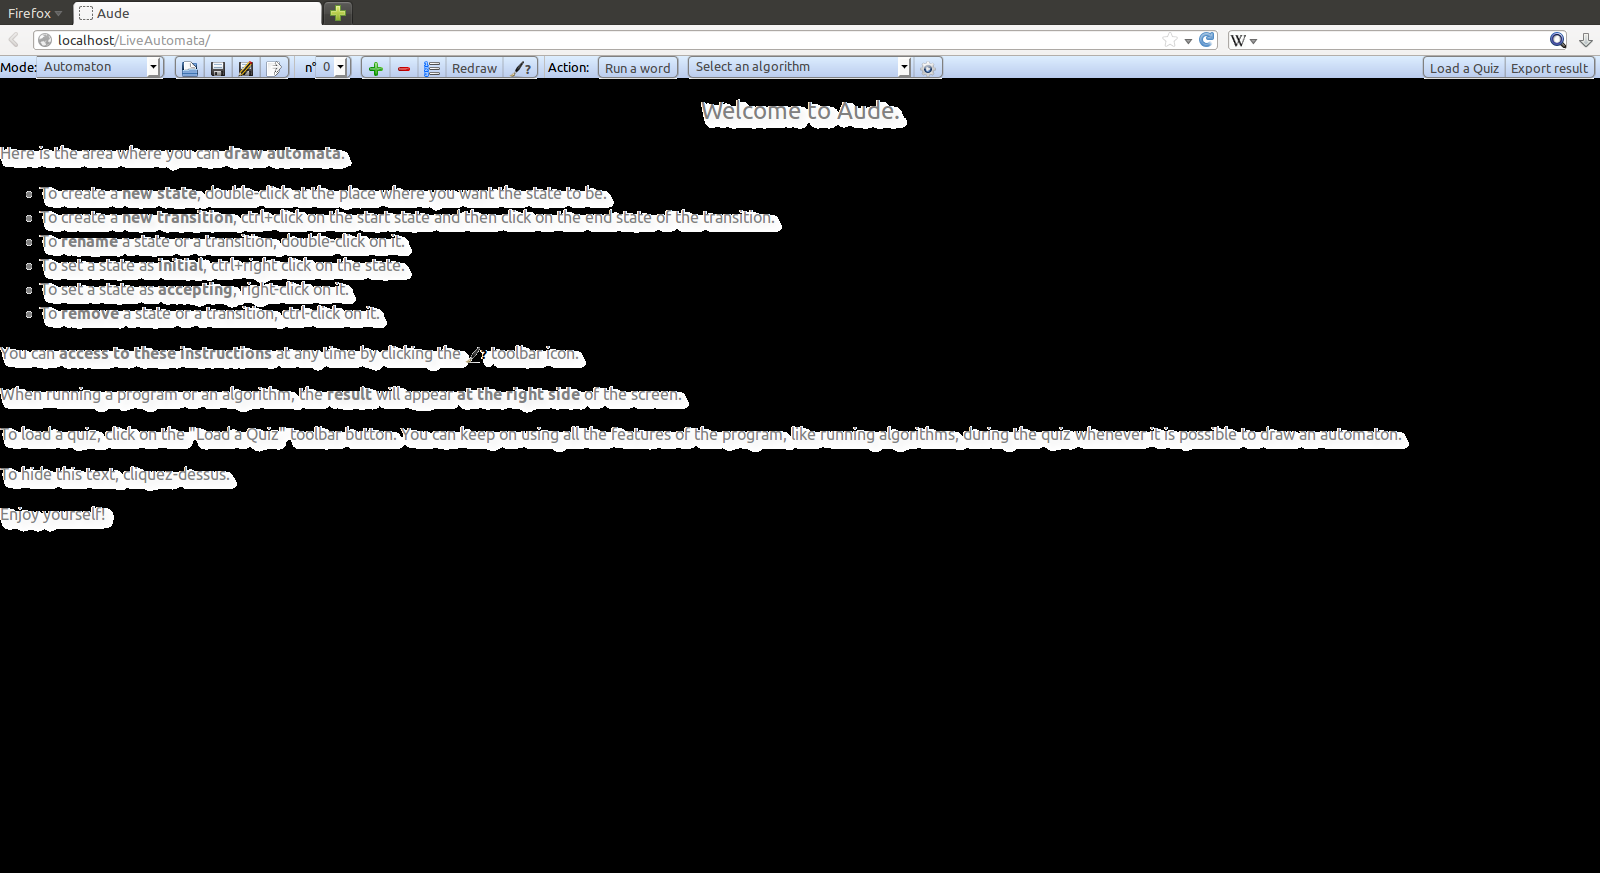 Firefox
Aude
localhost/LiveAutomata/
W
Mode: Automaton n° 0 Redraw ? Action: Run a word Select an algorithm Load a Quiz Export result
Welcome to Aude.
Here is the area where you can draw automata.
To create a new state, double-click at the place where you want the state to be.
To create a new transition, ctrl+click on the start state and then click on the end state of the transition.
To rename a state or a transition, double-click on it.
To set a state as initial, ctrl+right click on the state.
To set a state as accepting, right-click on it.
To remove a state or a transition, ctrl-click on it.
You can access to these instructions at any time by clicking the toolbar icon.
When running a program or an algorithm, the result will appear at the right side of the screen.
To load a quiz, click on the "Load a Quiz" toolbar button. You can keep on using all the features of the program, like running algorithms, during the quiz whenever it is possible to draw an automaton.
To hide this text, cliquez-dessus.
Enjoy yourself!